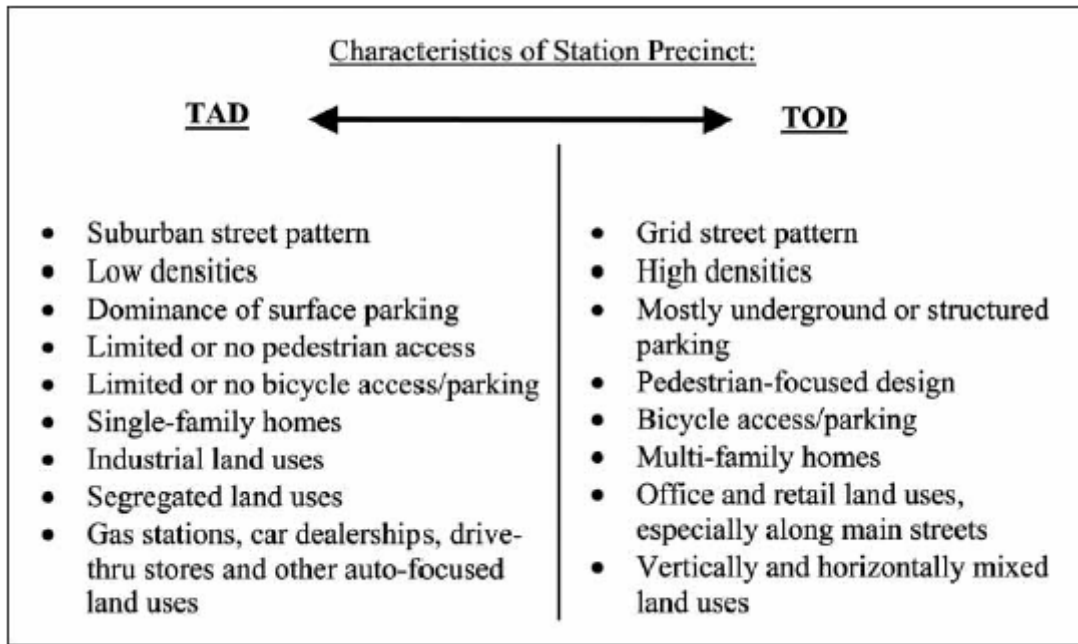 Characteristics of Station Precinct:
TAD
TOD
• Suburban street pattern
• Low densities
• Dominance of surface parking
• Limited or no pedestrian access
• Limited or no bicycle access/parking
• Single-family homes
• Industrial land uses
• Segregated land uses
• Gas stations, car dealerships, drive-
thru stores and other auto-focused
land uses
• Grid street pattern
• High densities
• Mostly underground or structured
parking
• Pedestrian-focused design
• Bicycle access/parking
• Multi-family homes
• Office and retail land uses,
especially along main streets
• Vertically and horizontally mixed
land uses